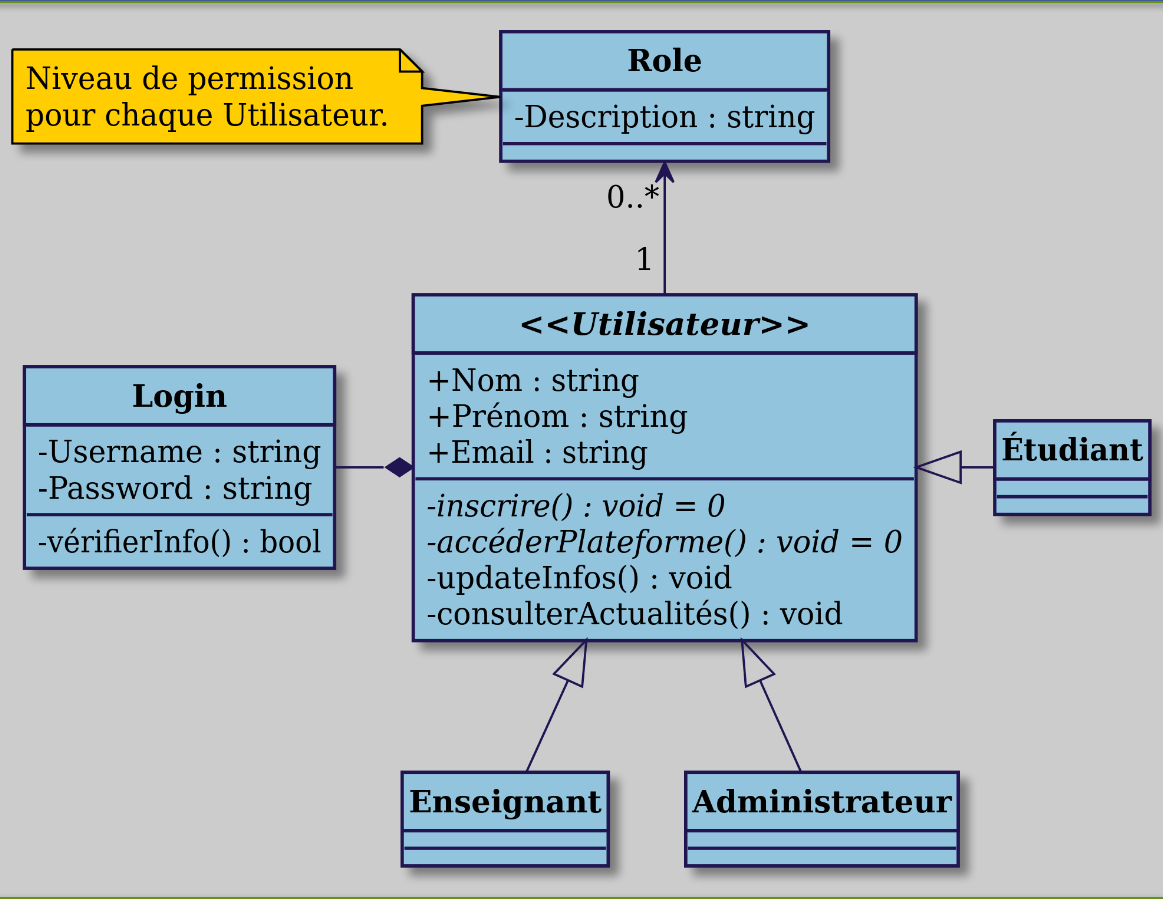 Niveau de permission
pour chaque Utilisateur.
Role
-Description : string
0..*
1
<<Utilisateur>>
+Nom : string
+Prénom : string
+Email : string
-inscrire() : void = 0
-accéderPlateforme() : void = 0
-updateInfos() : void
-consulterActualités() : void
Login
-Username : string
-Password : string
-vérifierInfo() : bool
Étudiant
Enseignant
Administrateur